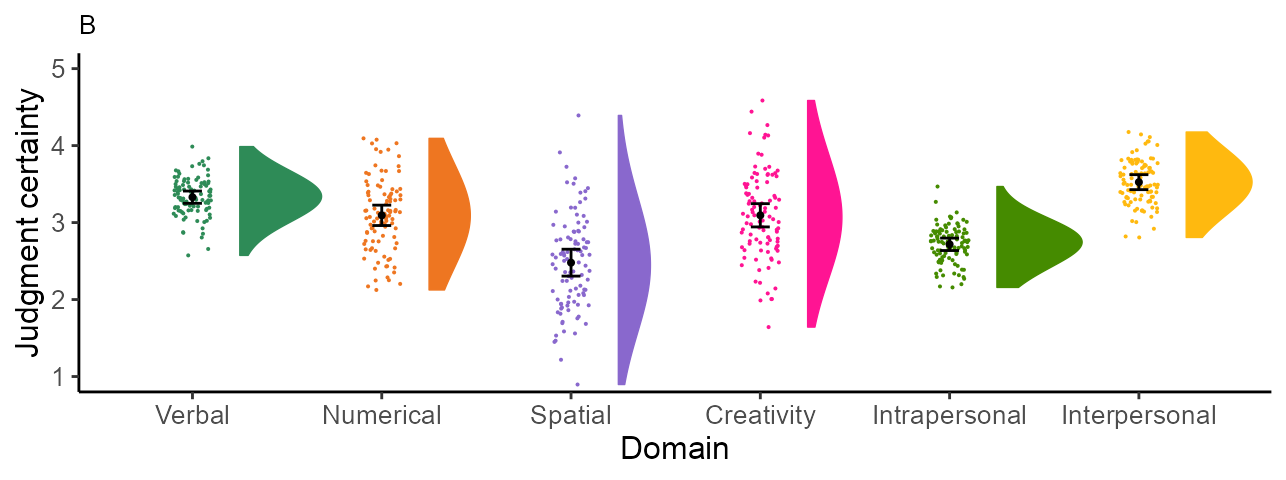 B
Judgment certainty
5
4
3
2
1
Verbal Numerical Spatial Creativity Intrapersonal Interpersonal
Domain